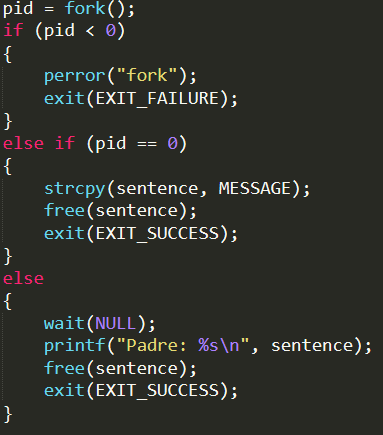 pid = fork();
if (pid < 0)
{
    perror("fork");
    exit(EXIT_FAILURE);
}
else if (pid == 0)
{
    strcpy(sentence, MESSAGE);
    free(sentence);
    exit(EXIT_SUCCESS);
}
else
{
    wait(NULL);
    printf("Padre: %s\n", sentence);
    free(sentence);
    exit(EXIT_SUCCESS);
}